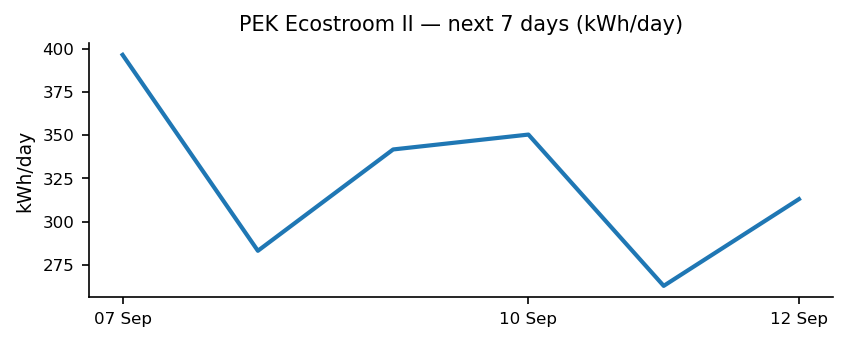 PEK Ecostroom II — next 7 days (kWh/day)
kWh/day
400
375
350
325
300
275
07 Sep
10 Sep
12 Sep